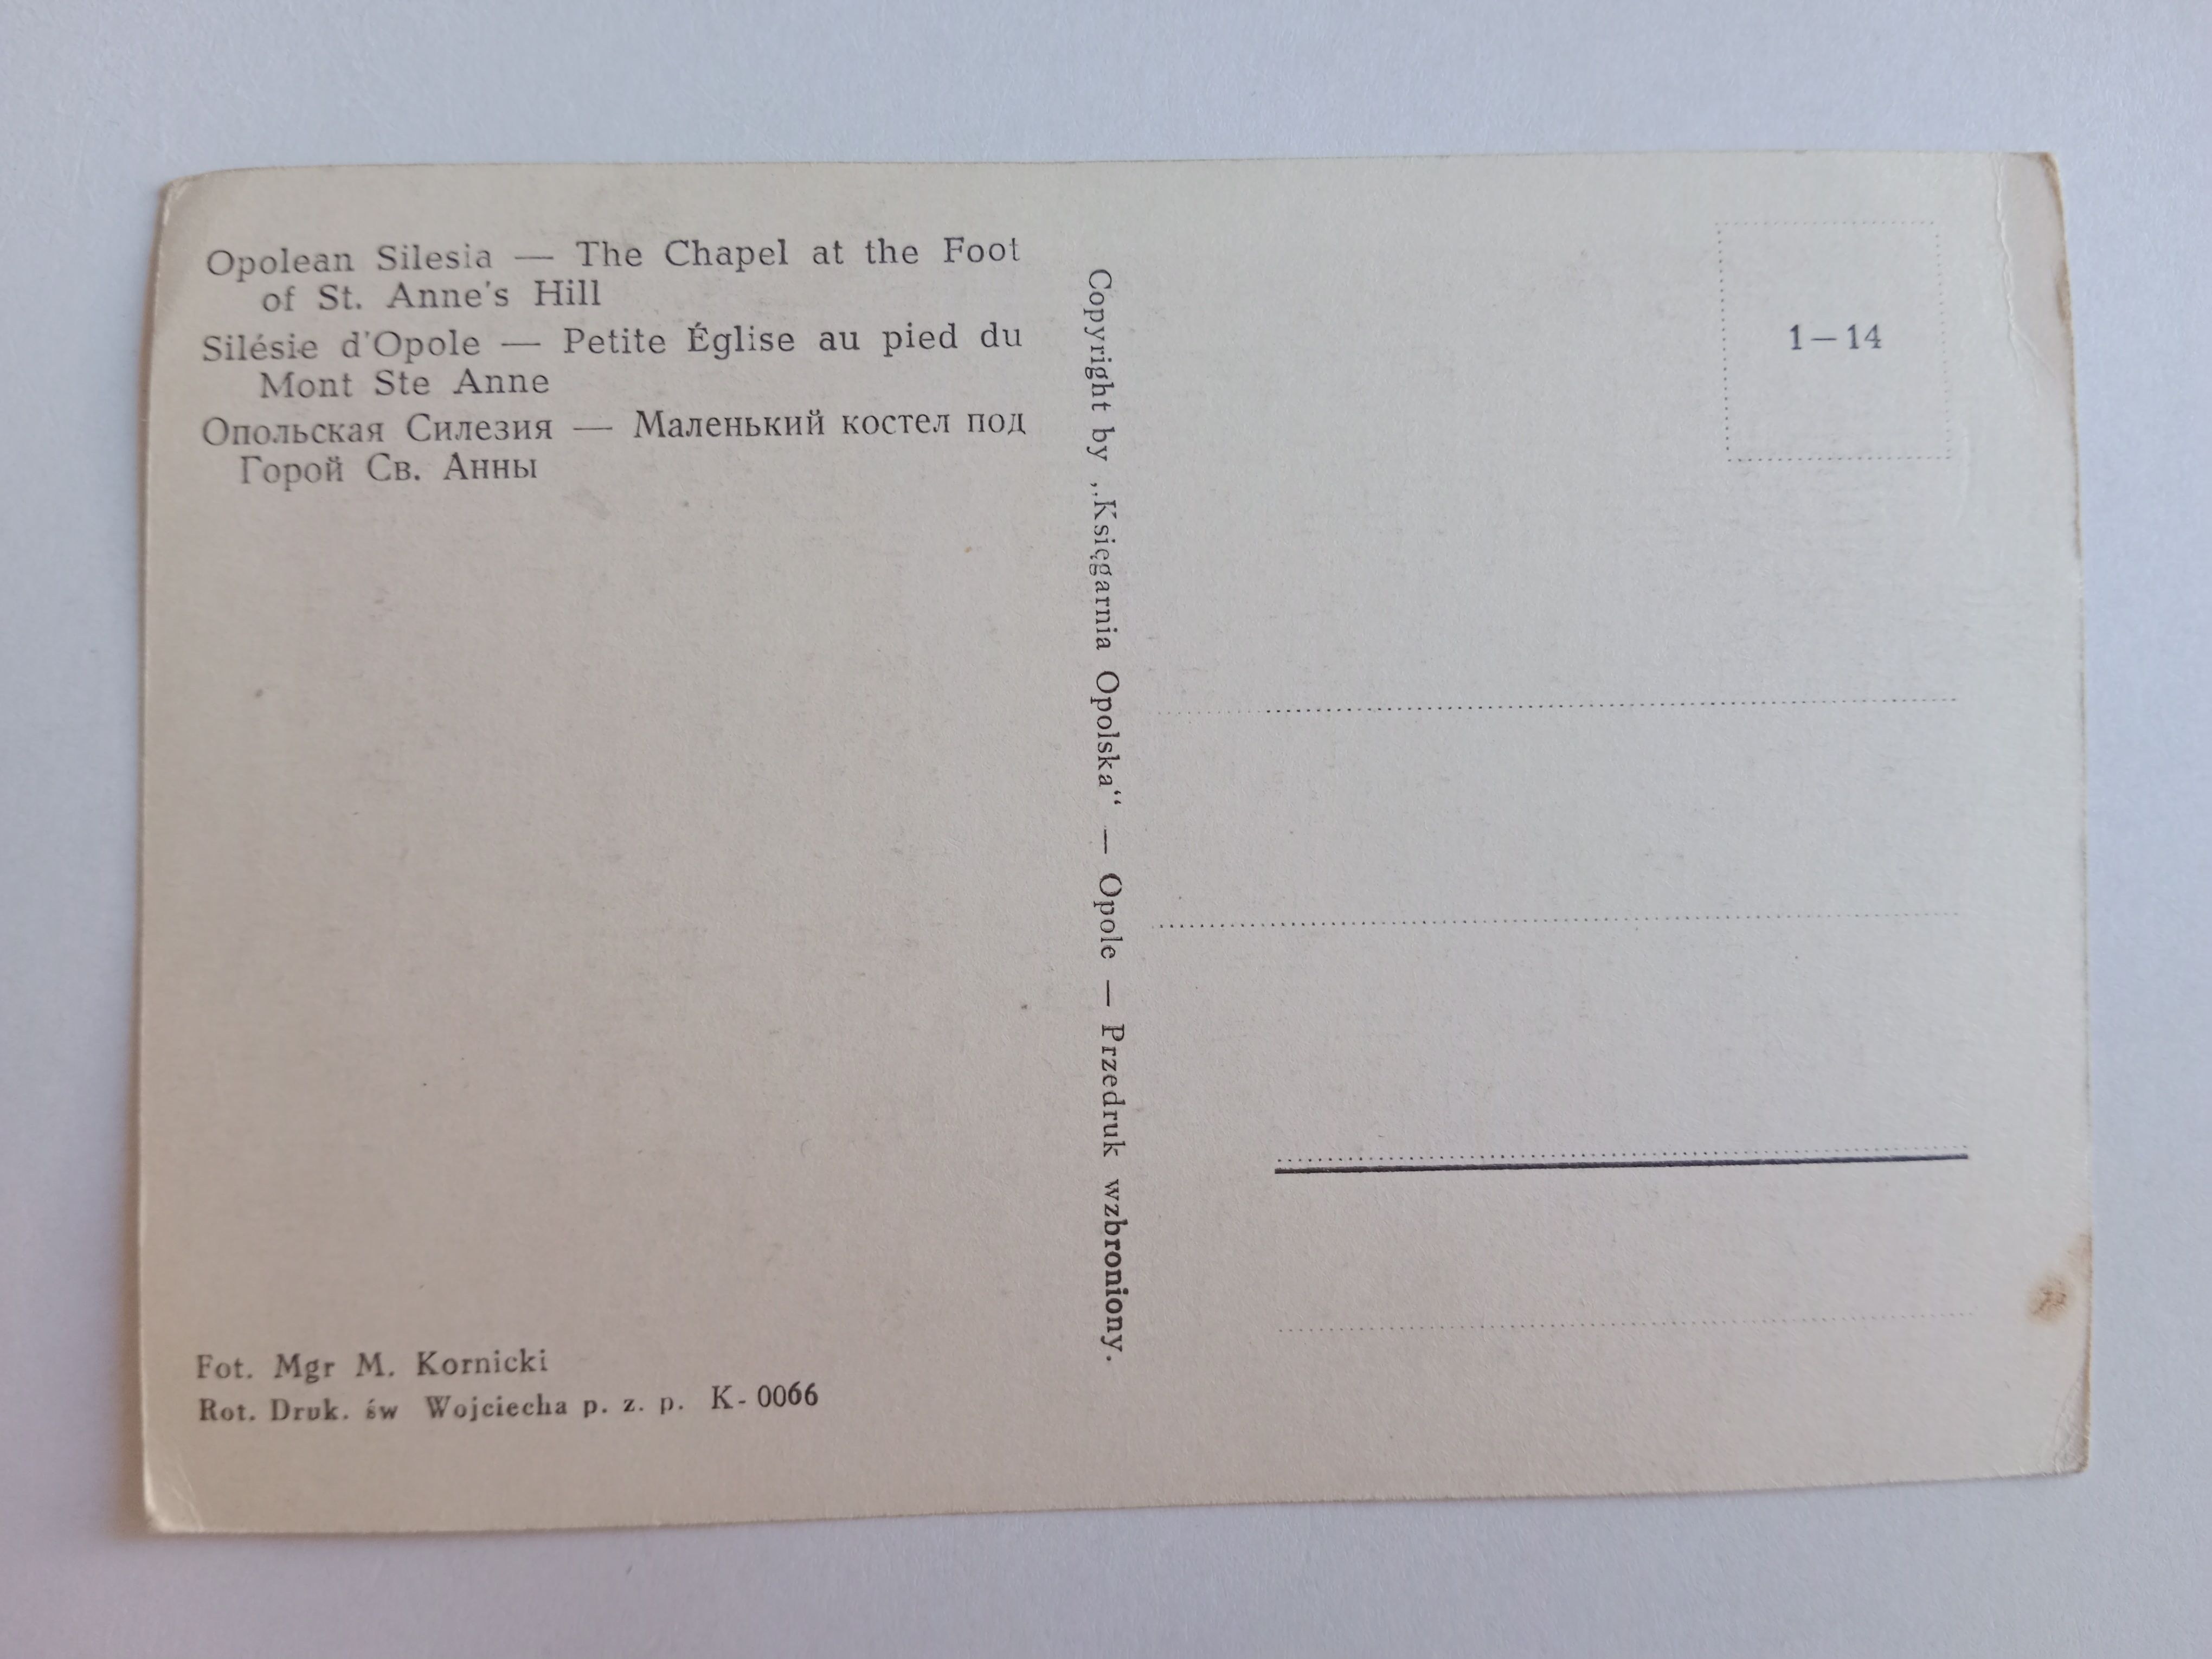 Opolean Silesia — The Chapel at the Foot
of St. Anne's Hill
Silésie d'Opole — Petite Église au pied du
Mont Ste Anne
Опольская Силезия — Маленький костел под
Горой Св. Анны
Copyright by „Księgarnia Opolska“ — Opole — Przedruk wzbroniony.
1—14
Fot. Mgr M. Kornicki
Rot. Druk. św Wojciecha p. z. p. K-0066